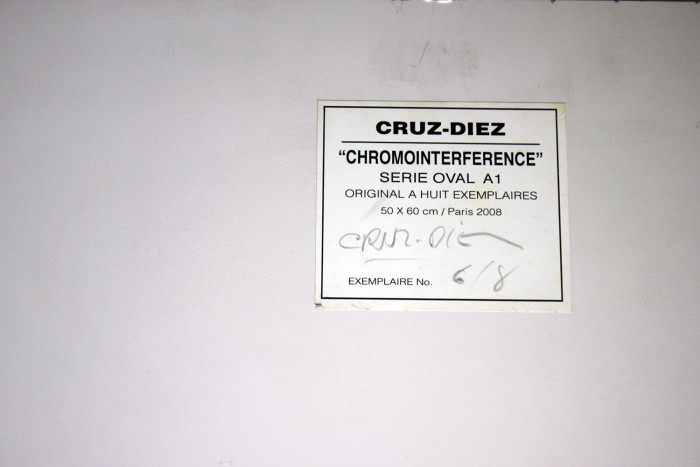 CRUZ-DIEZ
“CHROMOINTERFERENCE”
SERIE OVAL A1
ORIGINAL A HUIT EXEMPLAIRES
50 X 60 cm / Paris 2008
CRUZ-DIEZ
EXEMPLAIRE No. 6/8